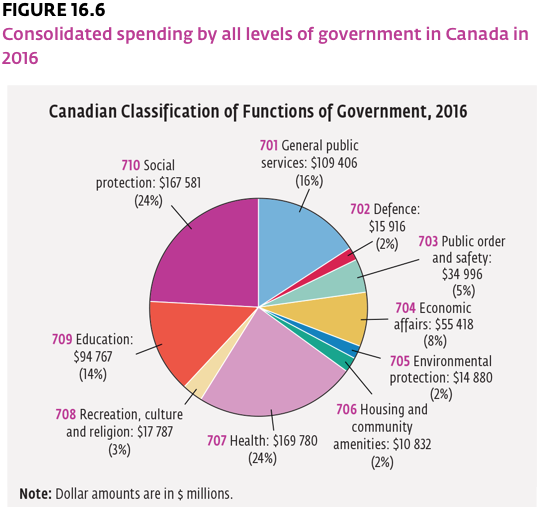 FIGURE 16.6
Consolidated spending by all levels of government in Canada in
2016
Canadian Classification of Functions of Government, 2016
701 General public
services: $109 406
(16%)
702 Defence:
$15 916
(2%)
703 Public order
and safety:
$34 996
(5%)
704 Economic
affairs: $55 418
(8%)
705 Environmental
protection: $14 880
(2%)
706 Housing and
community
amenities: $10 832
(2%)
707 Health: $169 780
(24%)
708 Recreation, culture
and religion: $17 787
(3%)
709 Education:
$94 767
(14%)
710 Social
protection: $167 581
(24%)
Note: Dollar amounts are in $ millions.